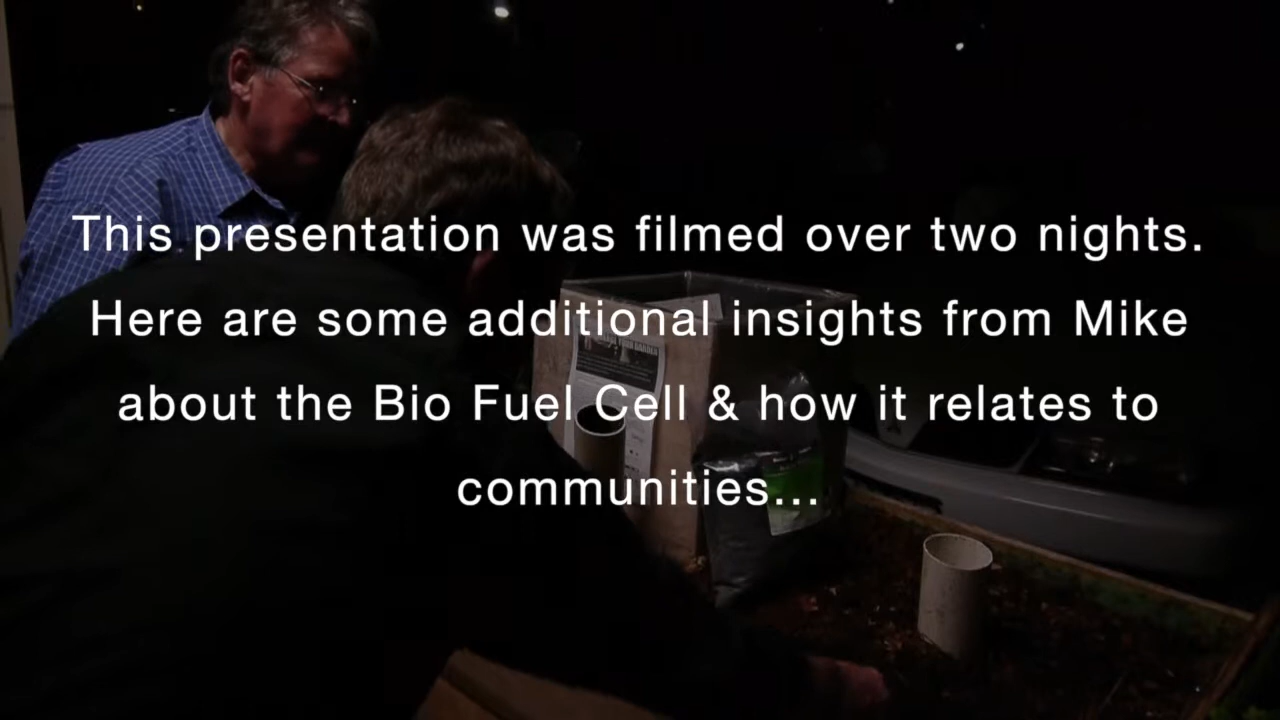 This presentation was filmed over two nights.
Here are some additional insights from Mike
about the Bio Fuel Cell & how it relates to
communities...